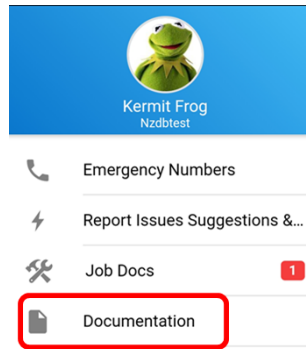 Kermit Frog
Nzdbtest
Emergency Numbers
Report Issues Suggestions &...
Job Docs 1
Documentation